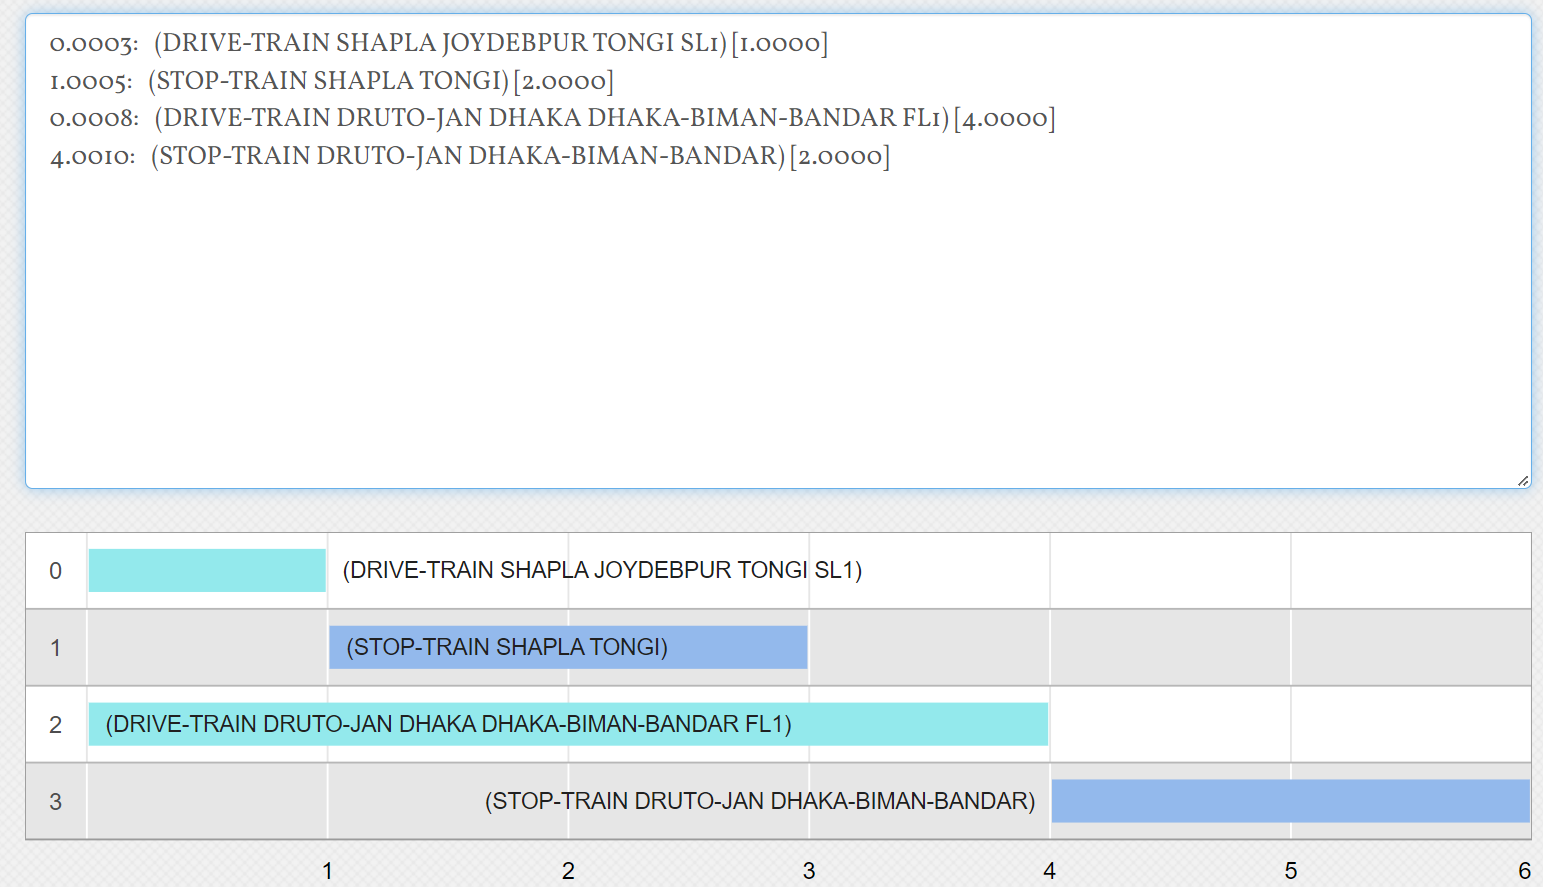 0.0003: (DRIVE-TRAIN SHAPLA JOYDEBPUR TONGI SL1)[1.0000]
1.0005: (STOP-TRAIN SHAPLA TONGI)[2.0000]
0.0008: (DRIVE-TRAIN DRUTO-JAN DHAKA DHAKA-BIMAN-BANDAR FL1)[4.0000]
4.0010: (STOP-TRAIN DRUTO-JAN DHAKA-BIMAN-BANDAR)[2.0000]
0 (DRIVE-TRAIN SHAPLA JOYDEBPUR TONGI SL1)
1 (STOP-TRAIN SHAPLA TONGI)
2 (DRIVE-TRAIN DRUTO-JAN DHAKA DHAKA-BIMAN-BANDAR FL1)
3 (STOP-TRAIN DRUTO-JAN DHAKA-BIMAN-BANDAR)
1 2 3 4 5 6